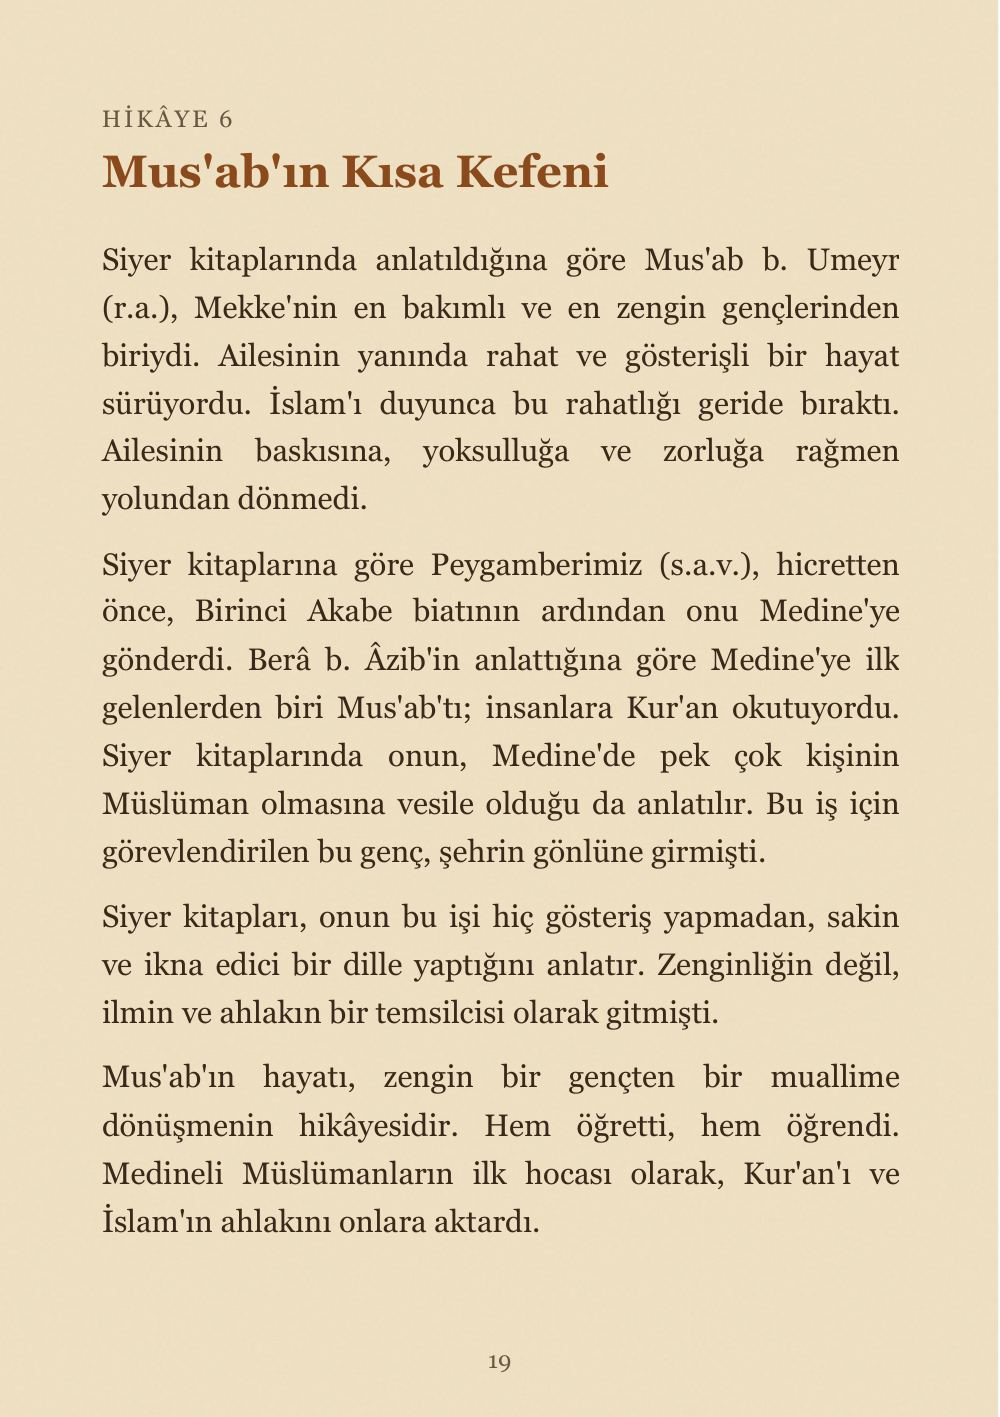 HİKÂYE 6
Mus'ab'ın Kısa Kefeni
Siyer kitaplarında anlatıldığına göre Mus'ab b. Umeyr
(r.a.), Mekke'nin en bakımlı ve en zengin gençlerinden
biriydi. Ailesinin yanında rahat ve gösterişli bir hayat
sürüyordu. İslam'ı duyunca bu rahatlığı geride bıraktı.
Ailesinin baskısına, yoksulluğa ve zorluğa rağmen
yolundan dönmedi.
Siyer kitaplarına göre Peygamberimiz (s.a.v.), hicretten
önce, Birinci Akabe biatının ardından onu Medine'ye
gönderdi. Berâ b. Âzib'in anlattığına göre Medine'ye ilk
gelenlerden biri Mus'ab'tı; insanlara Kur'an okutuyordu.
Siyer kitaplarında onun, Medine'de pek çok kişinin
Müslüman olmasına vesile olduğu da anlatılır. Bu iş için
görevlendirilen bu genç, şehrin gönlüne girmişti.
Siyer kitapları, onun bu işi hiç gösteriş yapmadan, sakin
ve ikna edici bir dille yaptığını anlatır. Zenginliğin değil,
ilmin ve ahlakın bir temsilcisi olarak gitmişti.
Mus'ab'ın hayatı, zengin bir gençten bir muallime
dönüşmenin hikâyesidir. Hem öğretti, hem öğrendi.
Medineli Müslümanların ilk hocası olarak, Kur'an'ı ve
İslam'ın ahlakını onlara aktardı.
19